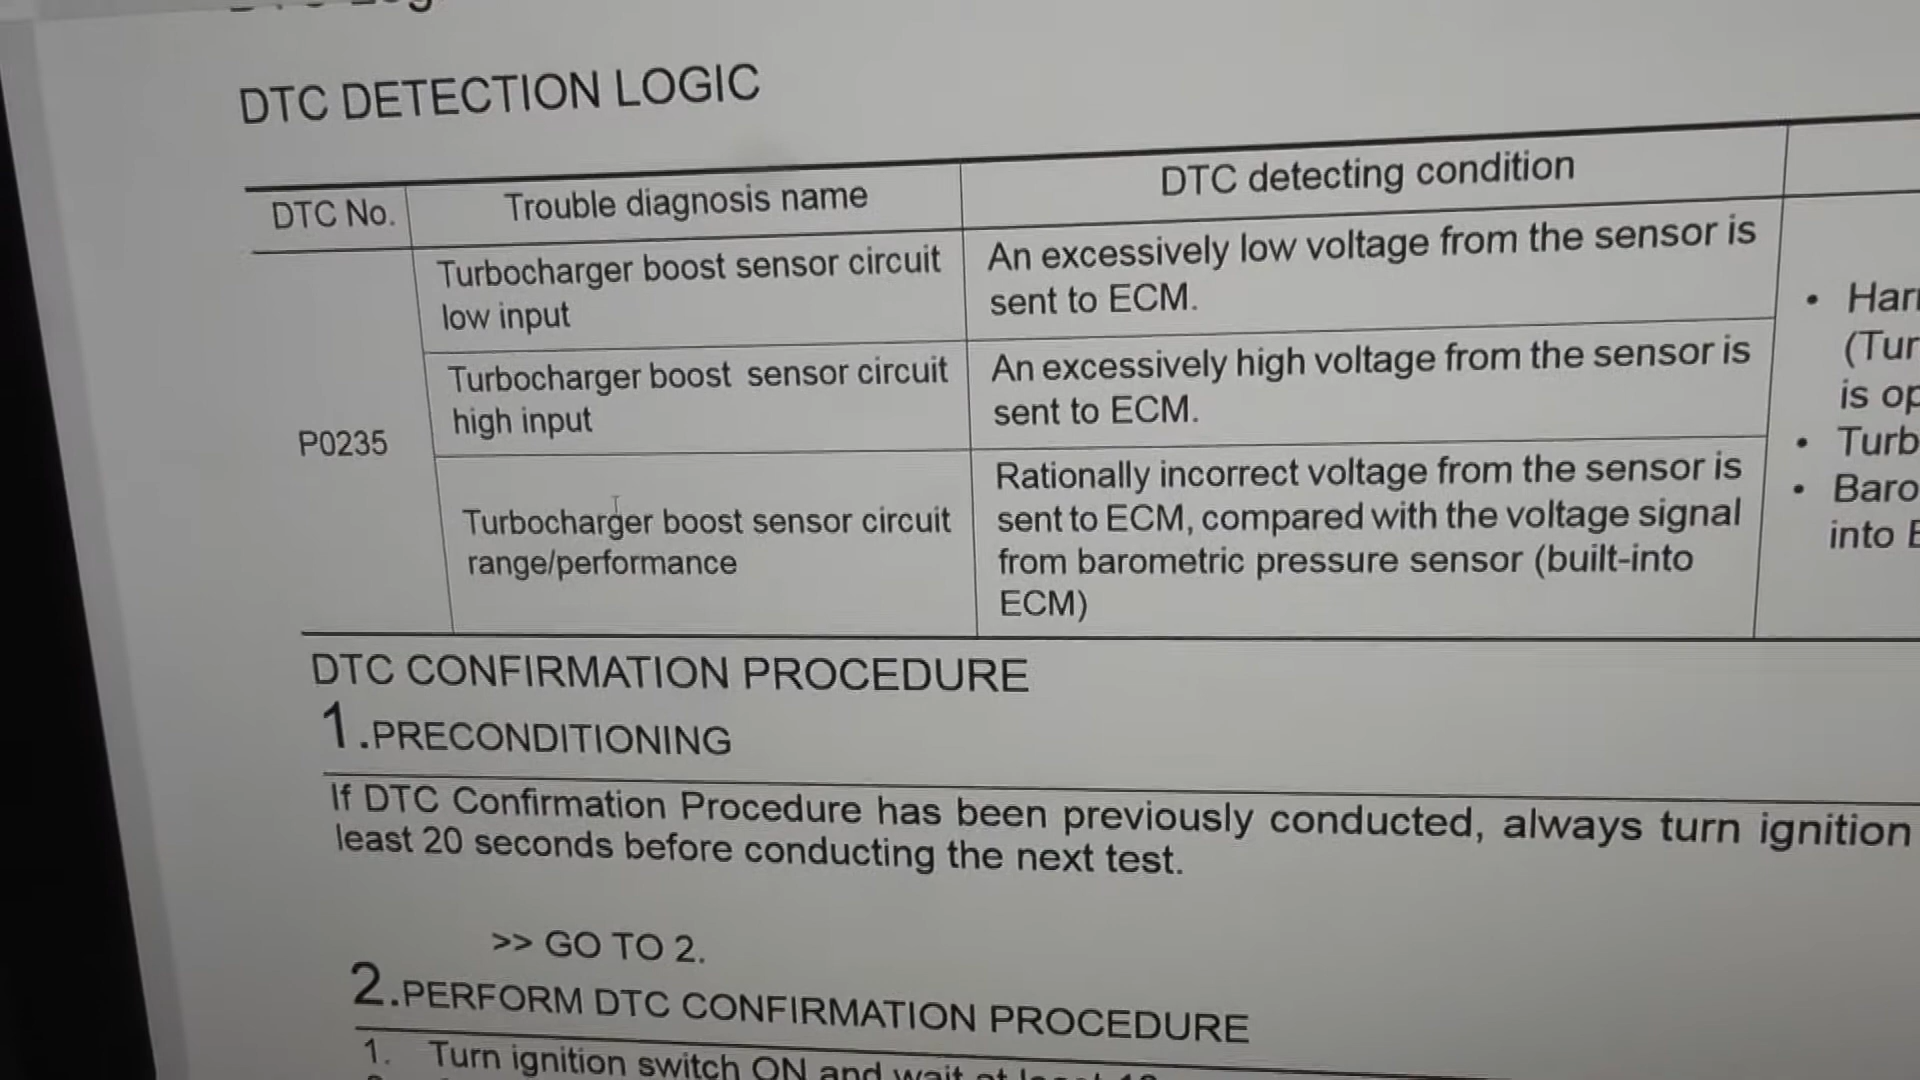 DTC DETECTION LOGIC
DTC No.
Trouble diagnosis name
DTC detecting condition
P0235
Turbocharger boost sensor circuit
low input
An excessively low voltage from the sensor is
sent to ECM.
Turbocharger boost sensor circuit
high input
An excessively high voltage from the sensor is
sent to ECM.
Turbocharger boost sensor circuit
range/performance
Rationally incorrect voltage from the sensor is
sent to ECM, compared with the voltage signal
from barometric pressure sensor (built-into
ECM)
•
•
is
•
into
DTC CONFIRMATION PROCEDURE
1.PRECONDITIONING
If DTC Confirmation Procedure has been previously conducted, always turn ignition
least 20 seconds before conducting the next test.
>> GO TO 2.
2.PERFORM DTC CONFIRMATION PROCEDURE
1. Turn ignition switch ON and wait at least